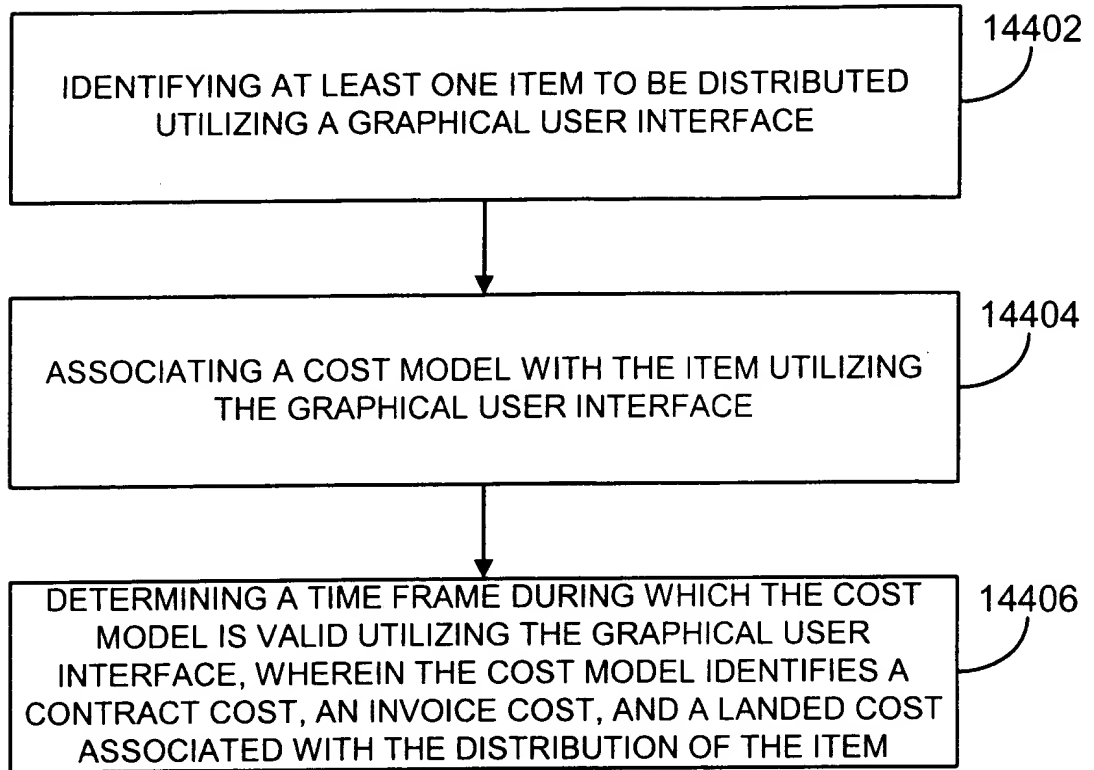 14402
IDENTIFYING AT LEAST ONE ITEM TO BE DISTRIBUTED
UTILIZING A GRAPHICAL USER INTERFACE
14404
ASSOCIATING A COST MODEL WITH THE ITEM UTILIZING
THE GRAPHICAL USER INTERFACE
14406
DETERMINING A TIME FRAME DURING WHICH THE COST
MODEL IS VALID UTILIZING THE GRAPHICAL USER
INTERFACE, WHEREIN THE COST MODEL IDENTIFIES A
CONTRACT COST, AN INVOICE COST, AND A LANDED COST
ASSOCIATED WITH THE DISTRIBUTION OF THE ITEM